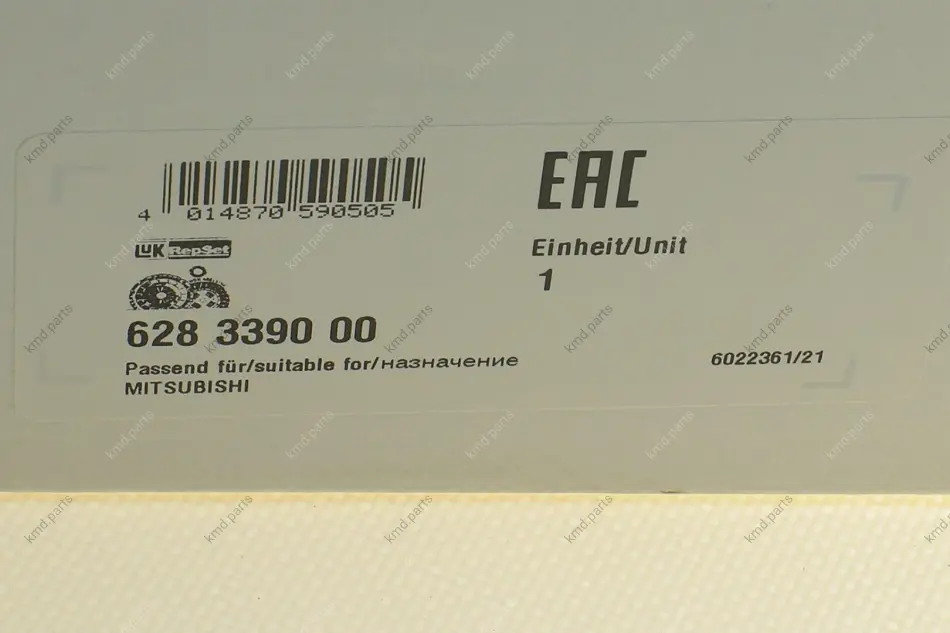 4 014870 590505
EAC
LUK RepSet
Einheit/Unit
1
628 3390 00
Passend für/suitable for/назначение
MITSUBISHI
6022361/21
kmd.parts